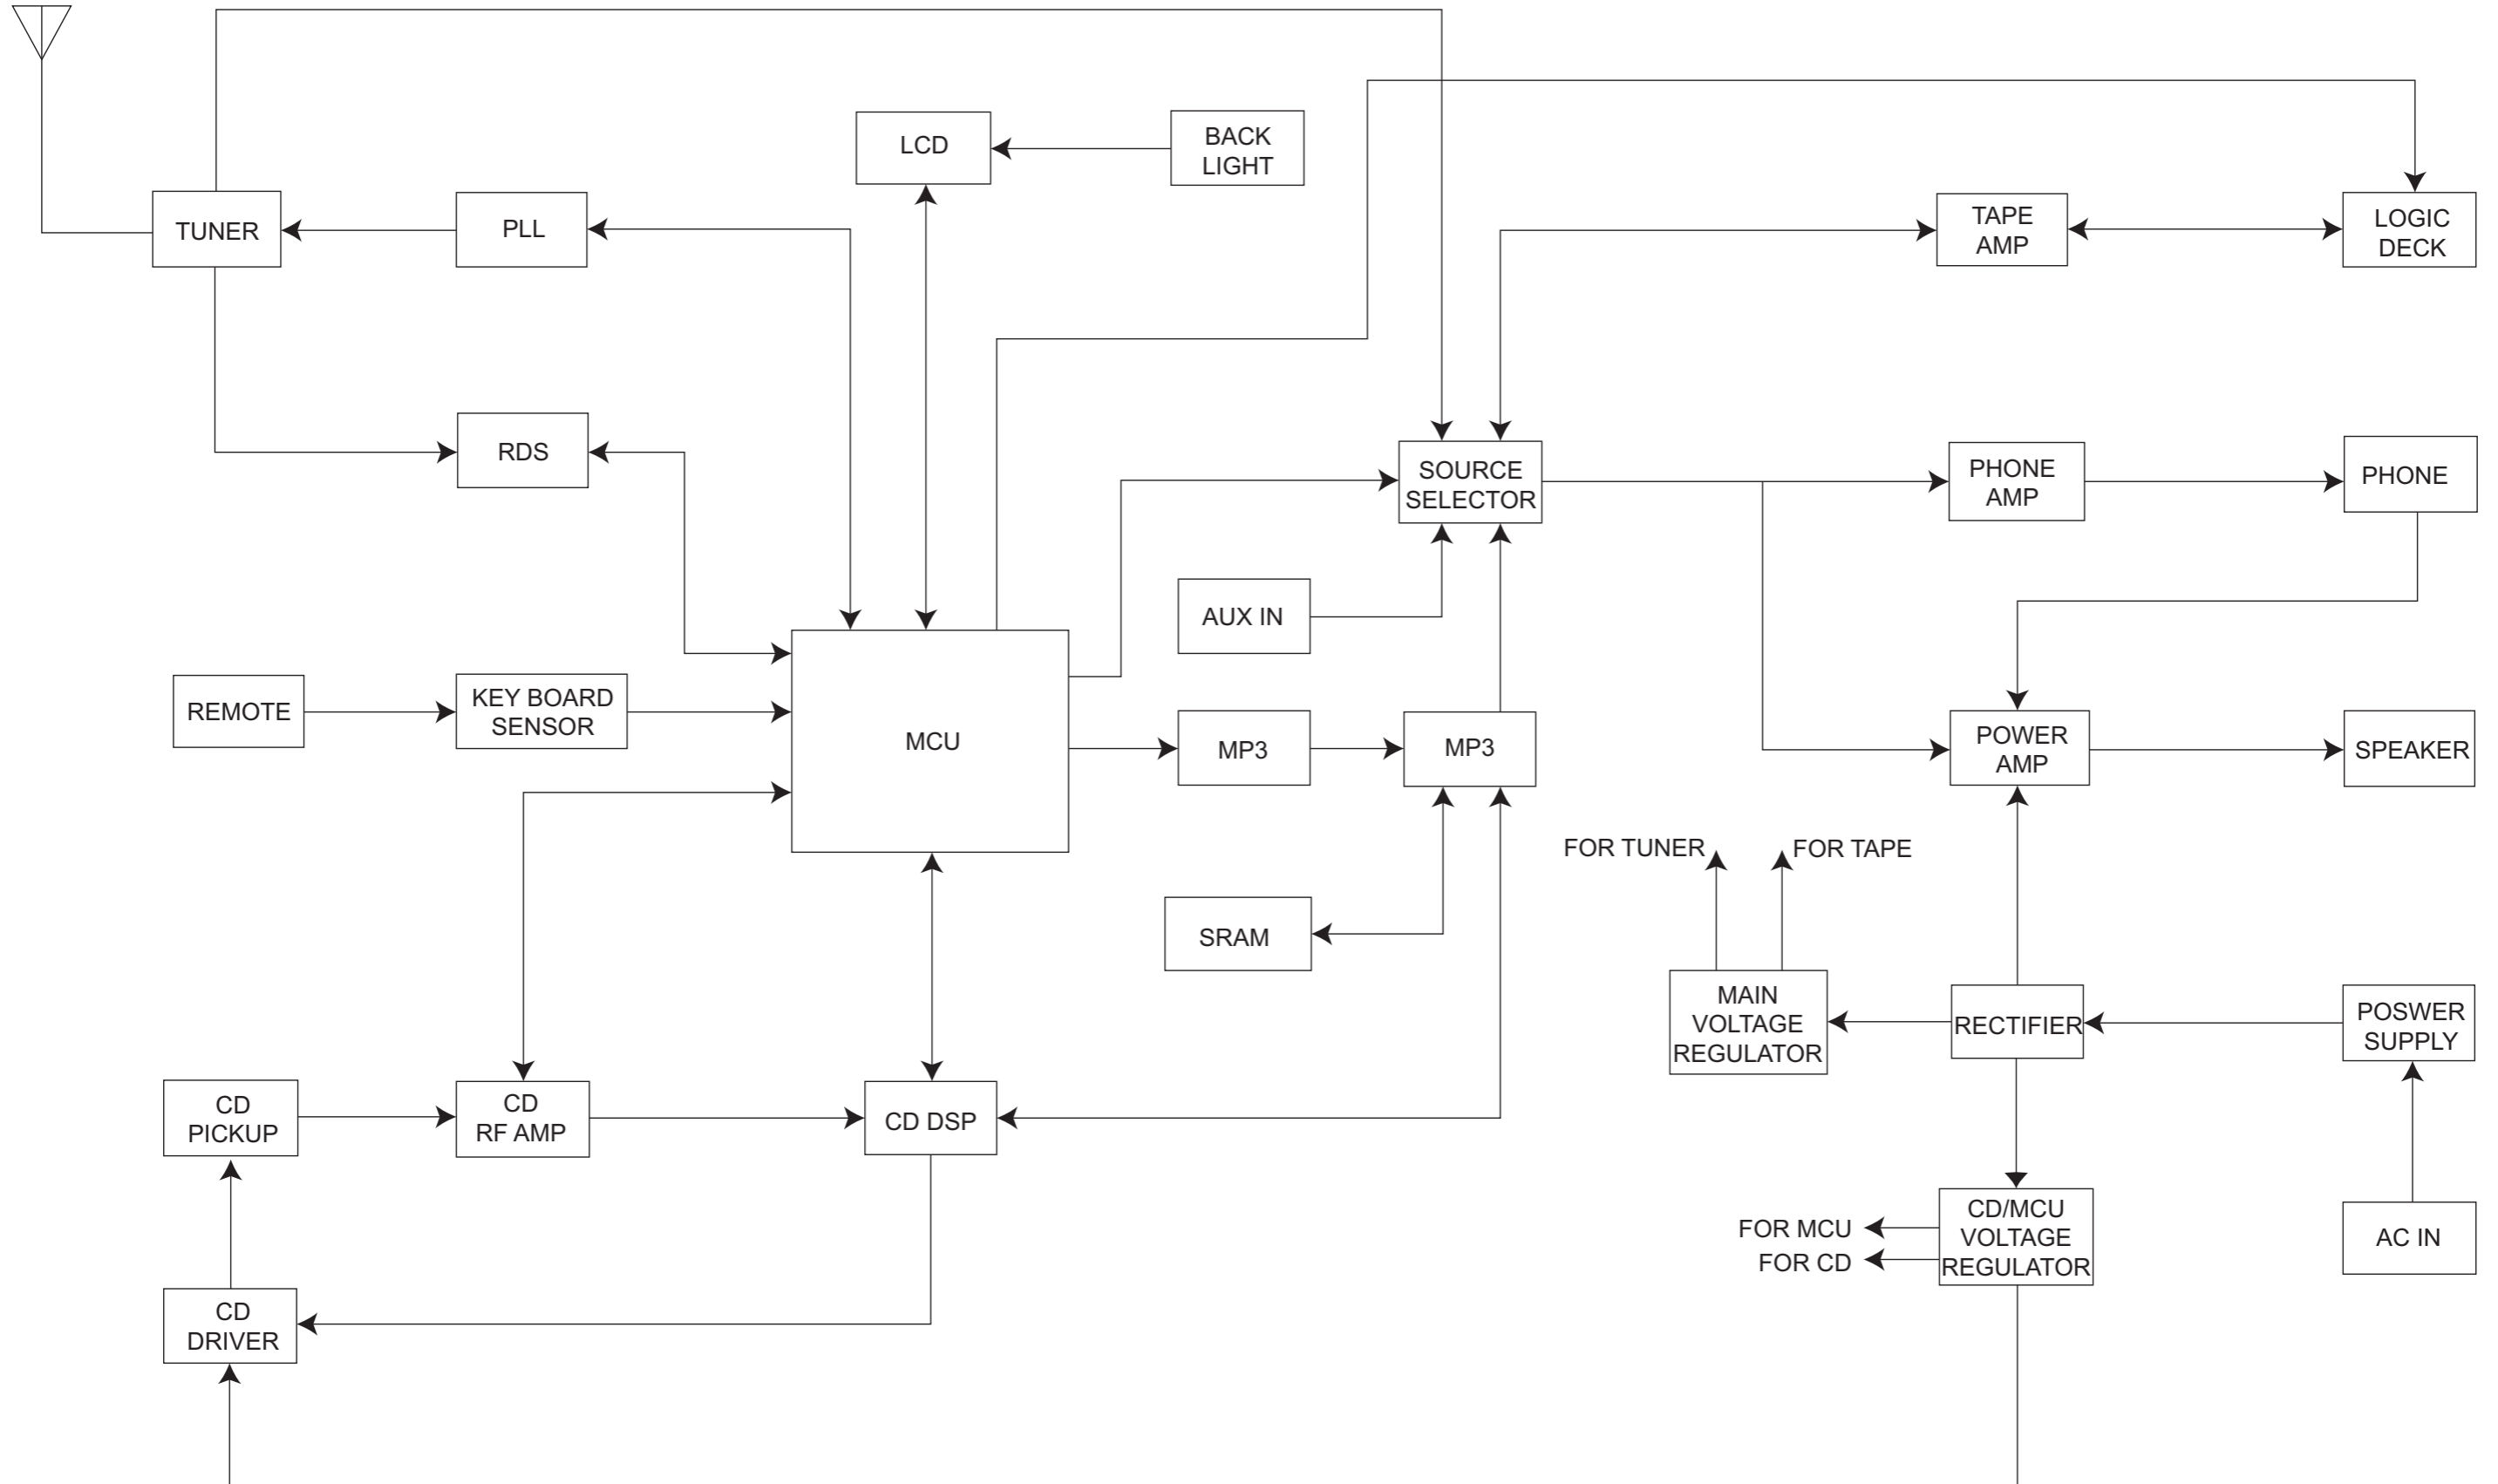 LCD
BACK
LIGHT
TUNER
PLL
TAPE
AMP
LOGIC
DECK
RDS
SOURCE
SELECTOR
PHONE
AMP
PHONE
AUX IN
REMOTE
KEY BOARD
SENSOR
MCU
MP3
MP3
POWER
AMP
SPEAKER
FOR TUNER
FOR TAPE
SRAM
MAIN
VOLTAGE
REGULATOR
RECTIFIER
POSWER
SUPPLY
CD
PICKUP
CD
RF AMP
CD DSP
CD/MCU
VOLTAGE
REGULATOR
FOR MCU
FOR CD
AC IN
CD
DRIVER